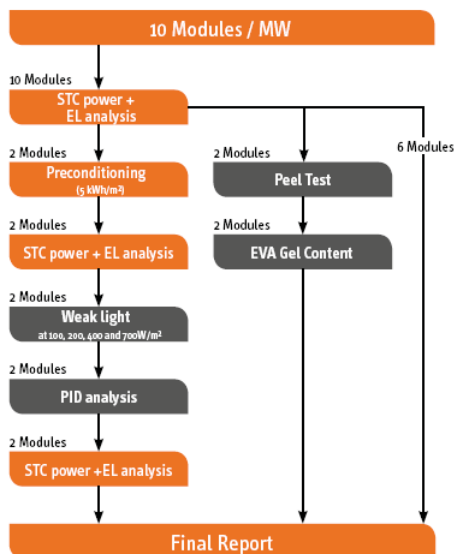 10 Modules / MW
10 Modules
STC power +
EL analysis
6 Modules
2 Modules
Preconditioning
(5 kWh/m²)
2 Modules
Peel Test
2 Modules
STC power + EL analysis
2 Modules
EVA Gel Content
2 Modules
Weak light
at 100, 200, 400 and 700W/m²
2 Modules
PID analysis
2 Modules
STC power +EL analysis
Final Report